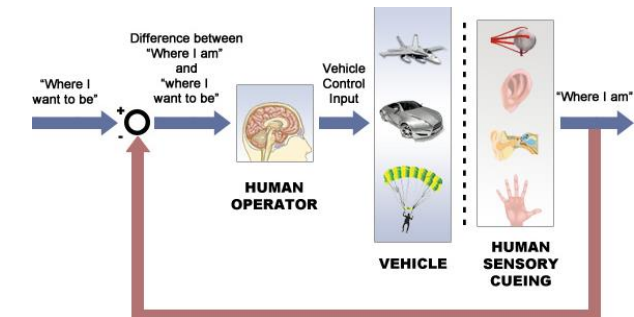 Difference between
“Where I am”
and
“where I
want to be”
“Where I
want to be”
+
-
Vehicle
Control
Input
“Where I am”
HUMAN
OPERATOR
VEHICLE
HUMAN
SENSORY
CUEING